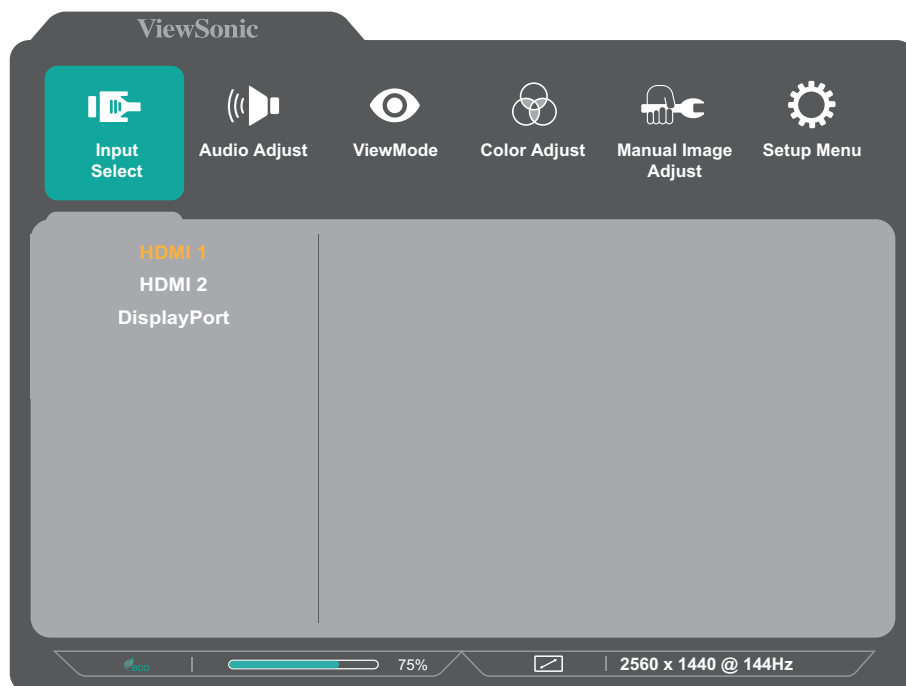 ViewSonic
Input
Select
Audio Adjust
ViewMode
Color Adjust
Manual Image
Adjust
Setup Menu
HDMI 1
HDMI 2
DisplayPort
eco
75%
2560 x 1440 @ 144Hz